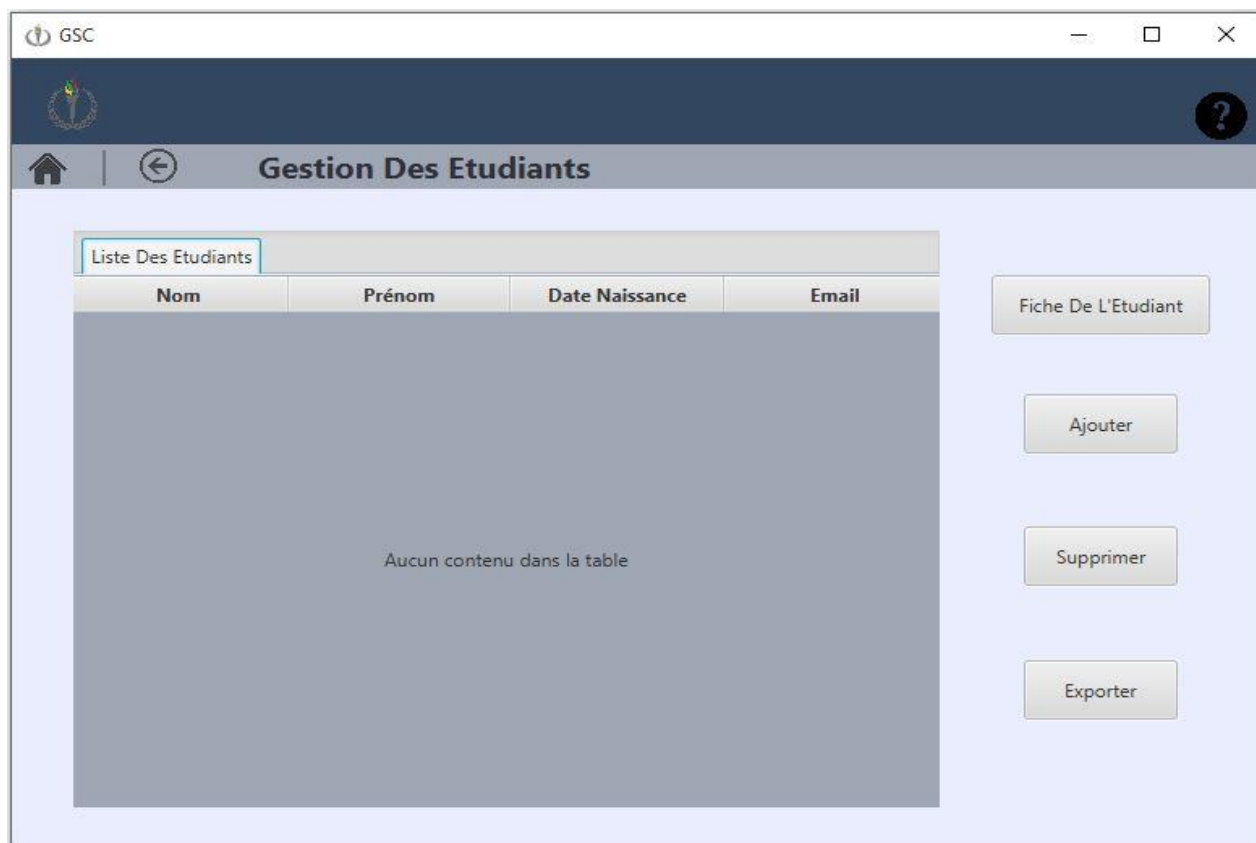 GSC
?
Gestion Des Etudiants
Liste Des Etudiants
Nom Prénom Date Naissance Email
Aucun contenu dans la table
Fiche De L'Etudiant
Ajouter
Supprimer
Exporter